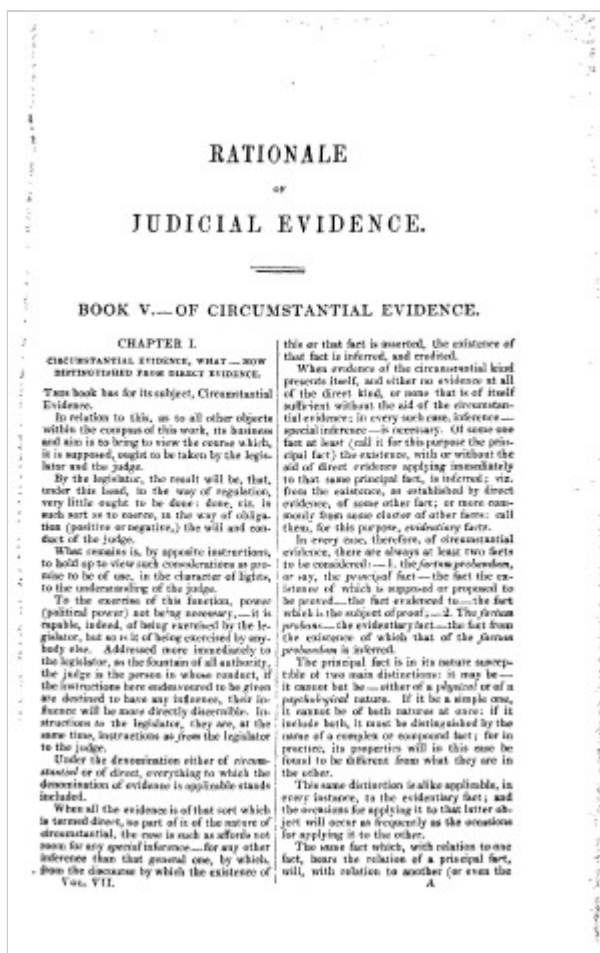 RATIONALE
OF
JUDICIAL EVIDENCE.
BOOK V.—OF CIRCUMSTANTIAL EVIDENCE.
CHAPTER I.
CIRCUMSTANTIAL EVIDENCE, WHAT — HOW
DISTINGUISHED FROM DIRECT EVIDENCE.
THIS book has for its subject, Circumstantial
Evidence.
In relation to this, as to all other objects
within the compass of this work, its business
and aim is to bring to view the course which,
it is supposed, ought to be taken by the legis-
lator and the judge.
By the legislator, the result will be, that,
under this head, in the way of regulation,
very little ought to be done: done, viz. in
such sort as to coerce, in the way of obliga-
tion (positive or negative,) the will and con-
duct of the judge.
What remains is, by apposite instructions,
to hold up to view such considerations as pro-
mise to be of use, in the character of lights,
to the understanding of the judge.
To the exercise of this function, power
(political power) not being necessary,—it is
capable, indeed, of being exercised by the le-
gislator, but so is it of being exercised by any-
body else. Addressed more immediately to
the legislator, as the fountain of all authority,
the judge is the person in whose conduct, if
the instructions here endeavoured to be given
are destined to have any influence, their in-
fluence will be more directly discernible. In-
structions to the legislator, they are, at the
same time, instructions as from the legislator
to the judge.
Under the denomination either of circum-
stantial or of direct, everything to which the
denomination of evidence is applicable stands
included.
When all the evidence is of that sort which
is termed direct, no part of it of the nature of
circumstantial, the case is such as affords not
room for any special inference—for any other
inference than that general one, by which,
from the discourse by which the existence of
this or that fact is asserted, the existence of
that fact is inferred, and credited.
When evidence of the circumstantial kind
presents itself, and either no evidence at all
of the direct kind, or none that is of itself
sufficient without the aid of the circumstan-
tial evidence; in every such case, inference—
special inference—is necessary. Of some one
fact at least (call it for this purpose the prin-
cipal fact) the existence, with or without the
aid of direct evidence applying immediately
to that same principal fact, is inferred; viz.
from the existence, as established by direct
evidence, of some other fact; or more com-
monly from some cluster of other facts: call
them, for this purpose, evidentiary facts.
In every case, therefore, of circumstantial
evidence, there are always at least two facts
to be considered:—1. the factum probandum,
or say, the principal fact—the fact the ex-
istence of which is supposed or proposed to
be proved—the fact evidenced to—the fact
which is the subject of proof;—2. The factum
probans—the evidentiary fact—the fact from
the existence of which that of the factum
probandum is inferred.
The principal fact is in its nature suscep-
tible of two main distinctions: it may be—
it cannot but be—either of a physical or of a
psychological nature. If it be a simple one,
it cannot be of both natures at once: if it
include both, it must be distinguished by the
name of a complex or compound fact; for in
practice, its properties will in this case be
found to be different from what they are in
the other.
This same distinction is alike applicable, in
every instance, to the evidentiary fact; and
the occasions for applying it to that latter ob-
ject will occur as frequently as the occasions
for applying it to the other.
The same fact which, with relation to one
fact, bears the relation of a principal fact,
will, with relation to another (or even the
VOL. VII.
A